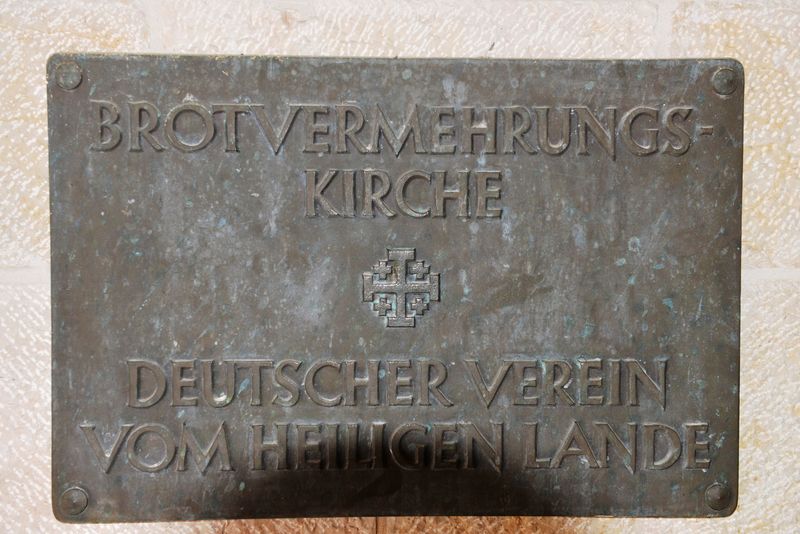 BROTVERMEHRUNGS-
KIRCHE
DEUTSCHER VEREIN
VOM HEILIGEN LANDE